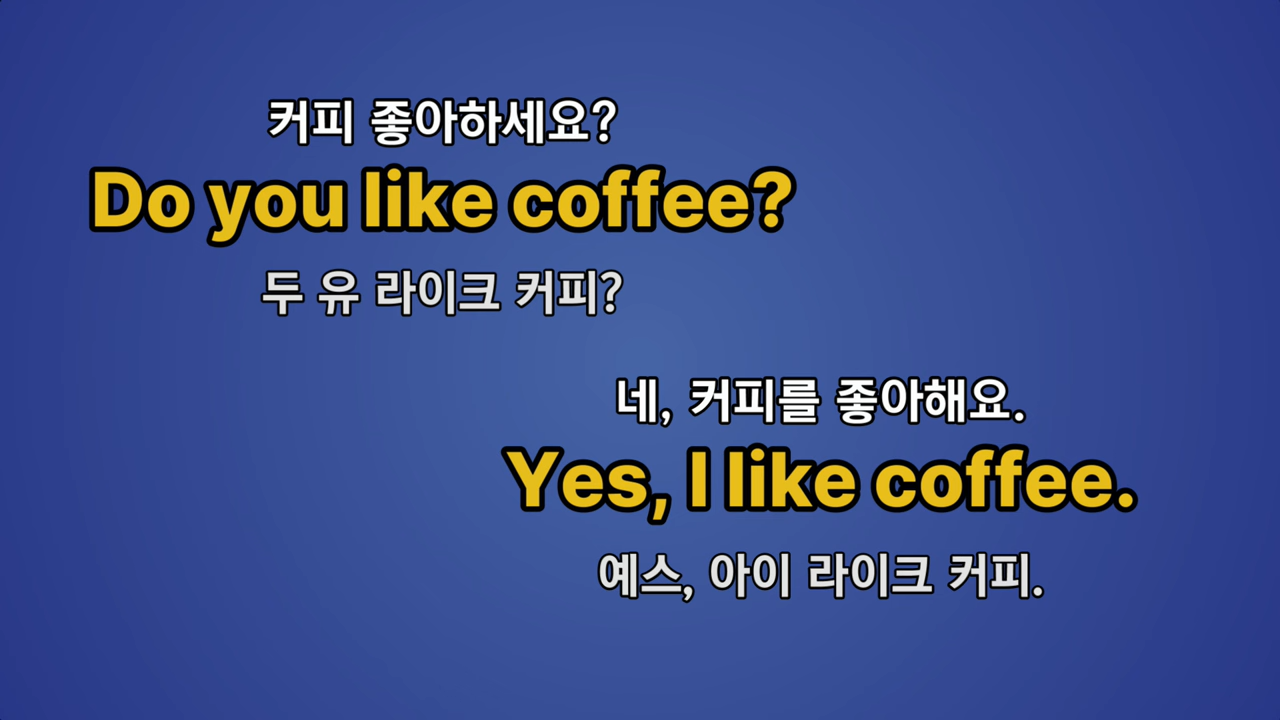 커피 좋아하세요?
Do you like coffee?
두 유 라이크 커피?
네, 커피를 좋아해요.
Yes, I like coffee.
예스, 아이 라이크 커피.